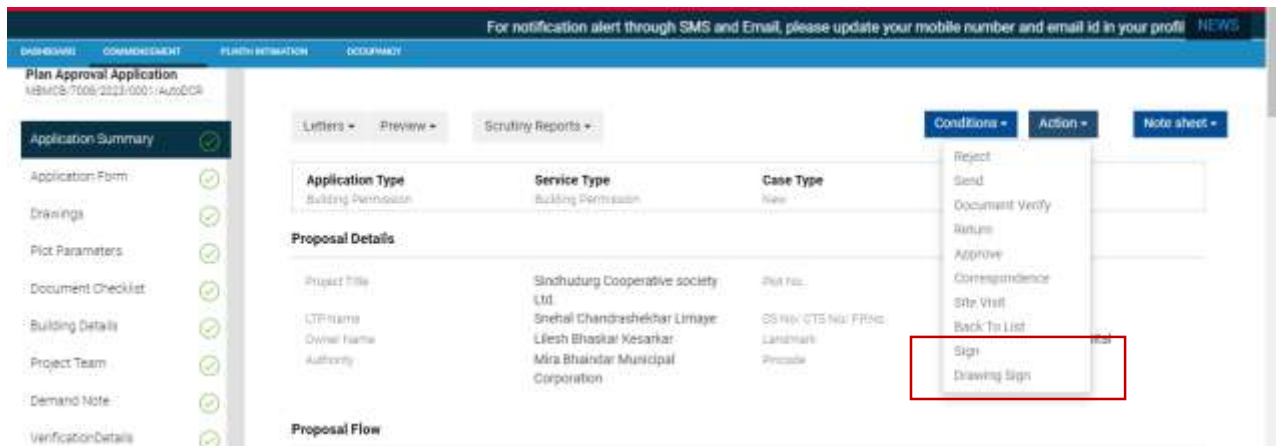 For notification alert through SMS and Email, please update your mobile number and email id in your profil NEWS
DASHBOARD COMMENCEMENT PLINTH INTIMATION OCCUPANCY
Plan Approval Application
Application Summary
Application Form
Drawings
Plot Parameters
Document Checklist
Building Details
Project Team
Demand Note
VerificationDetails
Letters Preview Scrutiny Reports Conditions Action Note sheet
Reject
Send
Document Verify
Return
Approve
Correspondence
Site Visit
Back To List
Sign
Drawing Sign
Application Type Service Type Case Type
Building Permission Building Permission New
Proposal Details
Project Title Sindhudurg Cooperative society Ltd. Plot No.
LTP Name Snehal Chandrashekhar Limaye CS No/ CTS No/ FP.No.
Owner Name Lilesh Bhaskar Kesarkar Landmark
Authority Mira Bhaindar Municipal Corporation Pincode
Proposal Flow